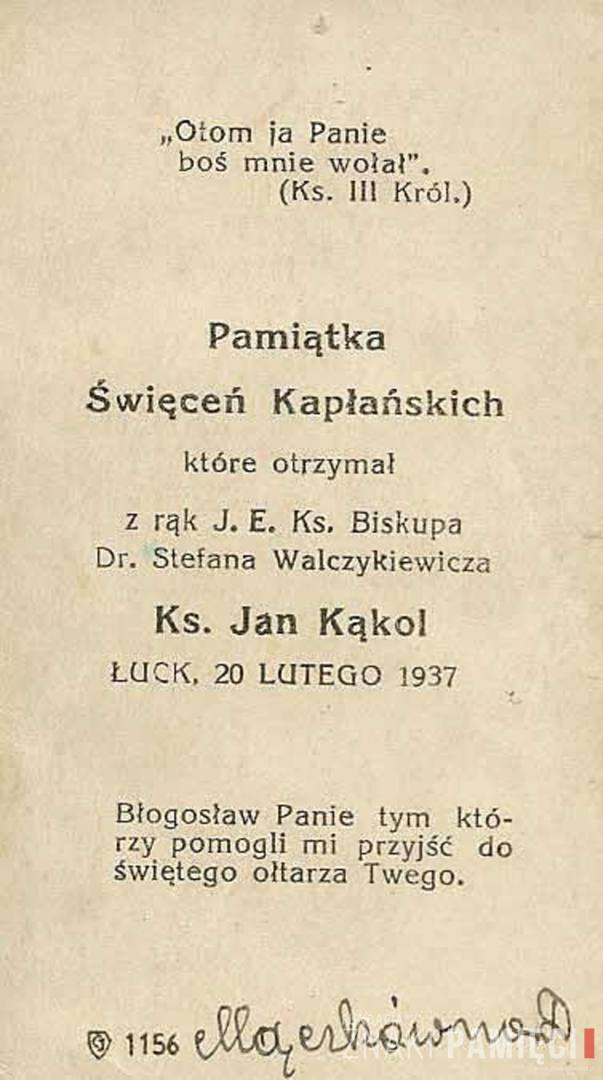 „Otom ja Panie
boś mnie wołał".
(Ks. III Król.)
Pamiątka
Święceń Kapłańskich
które otrzymał
z rąk J. E. Ks. Biskupa
Dr. Stefana Walczykiewicza
Ks. Jan Kąkol
ŁUCK, 20 LUTEGO 1937
Błogosław Panie tym któ-
rzy pomogli mi przyjść do
świętego ołtarza Twego.
1156
PAMIĘCI